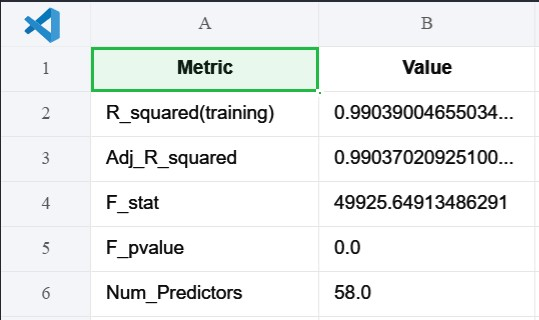 A B
1 Metric Value
2 R_squared(training) 0.99039004655034...
3 Adj_R_squared 0.99037020925100...
4 F_stat 49925.64913486291
5 F_pvalue 0.0
6 Num_Predictors 58.0